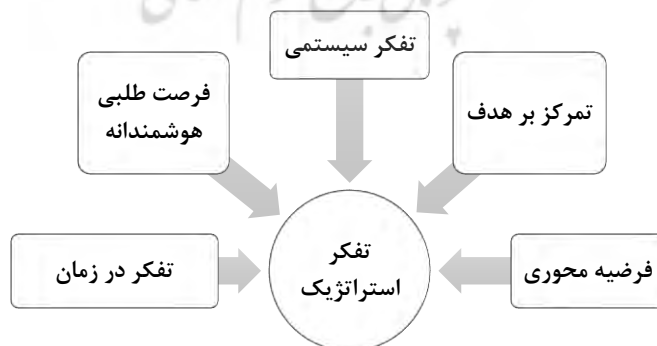 تفکر سیستمی
فرصت طلبی
هوشمندانه
تمرکز بر هدف
تفکر
استراتژیک
تفکر در زمان
فرضیه محوری